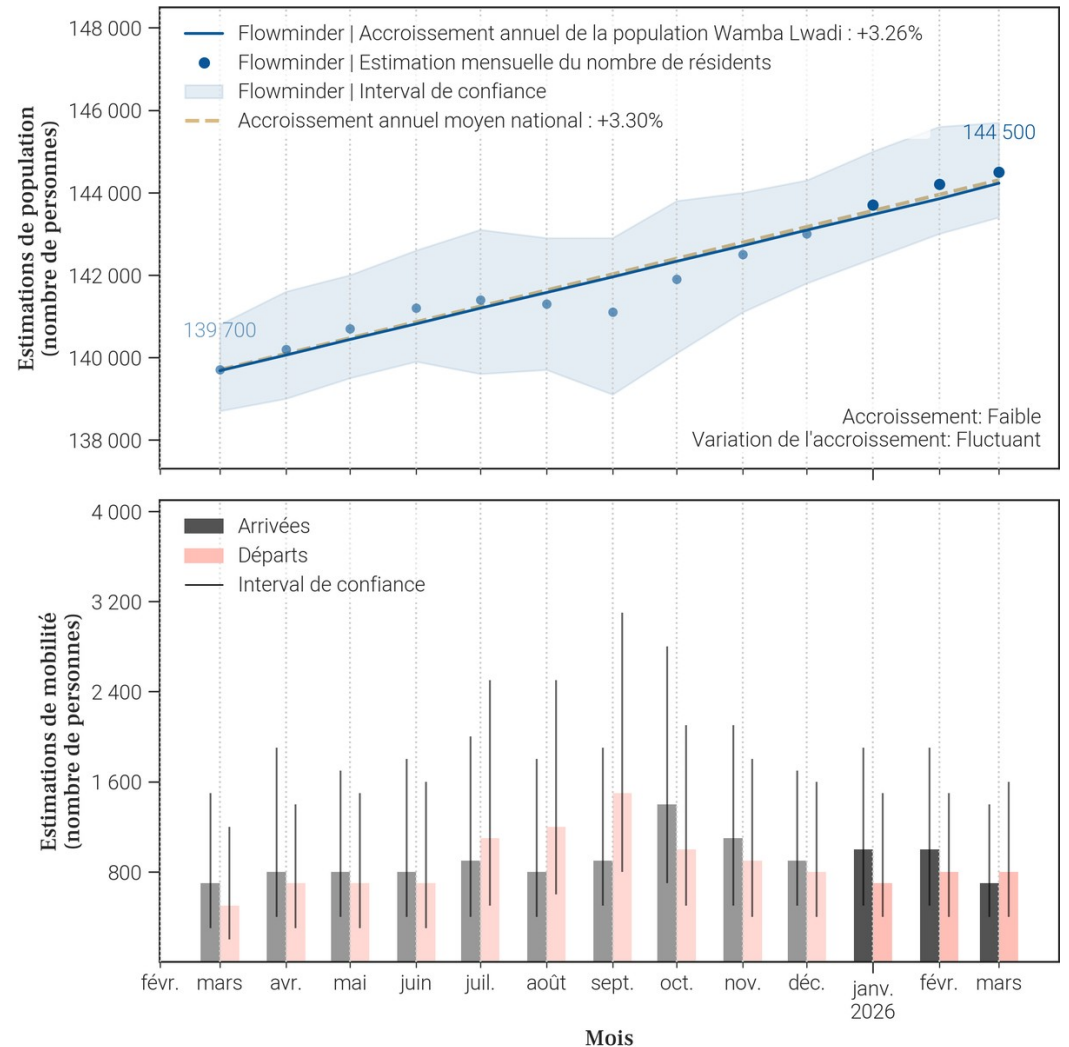 148 000
146 000
144 000
142 000
140 000
138 000
Estimations de population
(nombre de personnes)
Flowminder | Accroissement annuel de la population Wamba Lwadi : +3.26%
Flowminder | Estimation mensuelle du nombre de résidents
Flowminder | Interval de confiance
Accroissement annuel moyen national : +3.30%
144 500
139 700
Accroissement: Faible
Variation de l'accroissement: Fluctuant
4 000
3 200
2 400
1 600
800
Estimations de mobilité
(nombre de personnes)
Arrivées
Départs
Interval de confiance
févr. mars avr. mai juin juil. août sept. oct. nov. déc. janv. févr. mars
2026
Mois